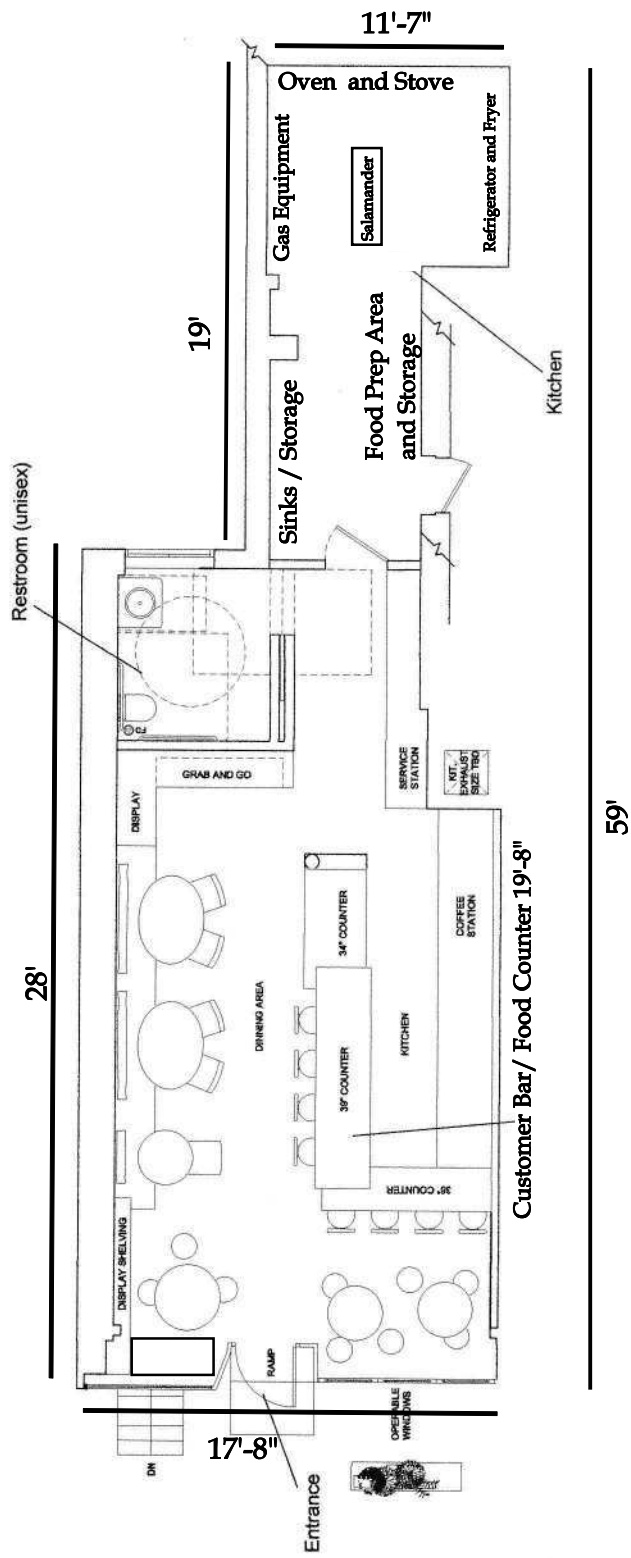 11'-7"
Oven and Stove
Gas Equipment
Salamander
Refrigerator and Fryer
19'
Food Prep Area
and Storage
Sinks / Storage
Kitchen
Restroom (unisex)
FD
28'
GRAB AND GO
DISPLAY
SERVICE
STATION
KIT.
EXHAUST
SIZE TBD
59'
34" COUNTER
COFFEE
STATION
DINNING AREA
39" COUNTER
KITCHEN
Customer Bar/ Food Counter 19'-8"
36" COUNTER
DISPLAY SHELVING
RAMP
OPERABLE
WINDOWS
17'-8"
DN
Entrance